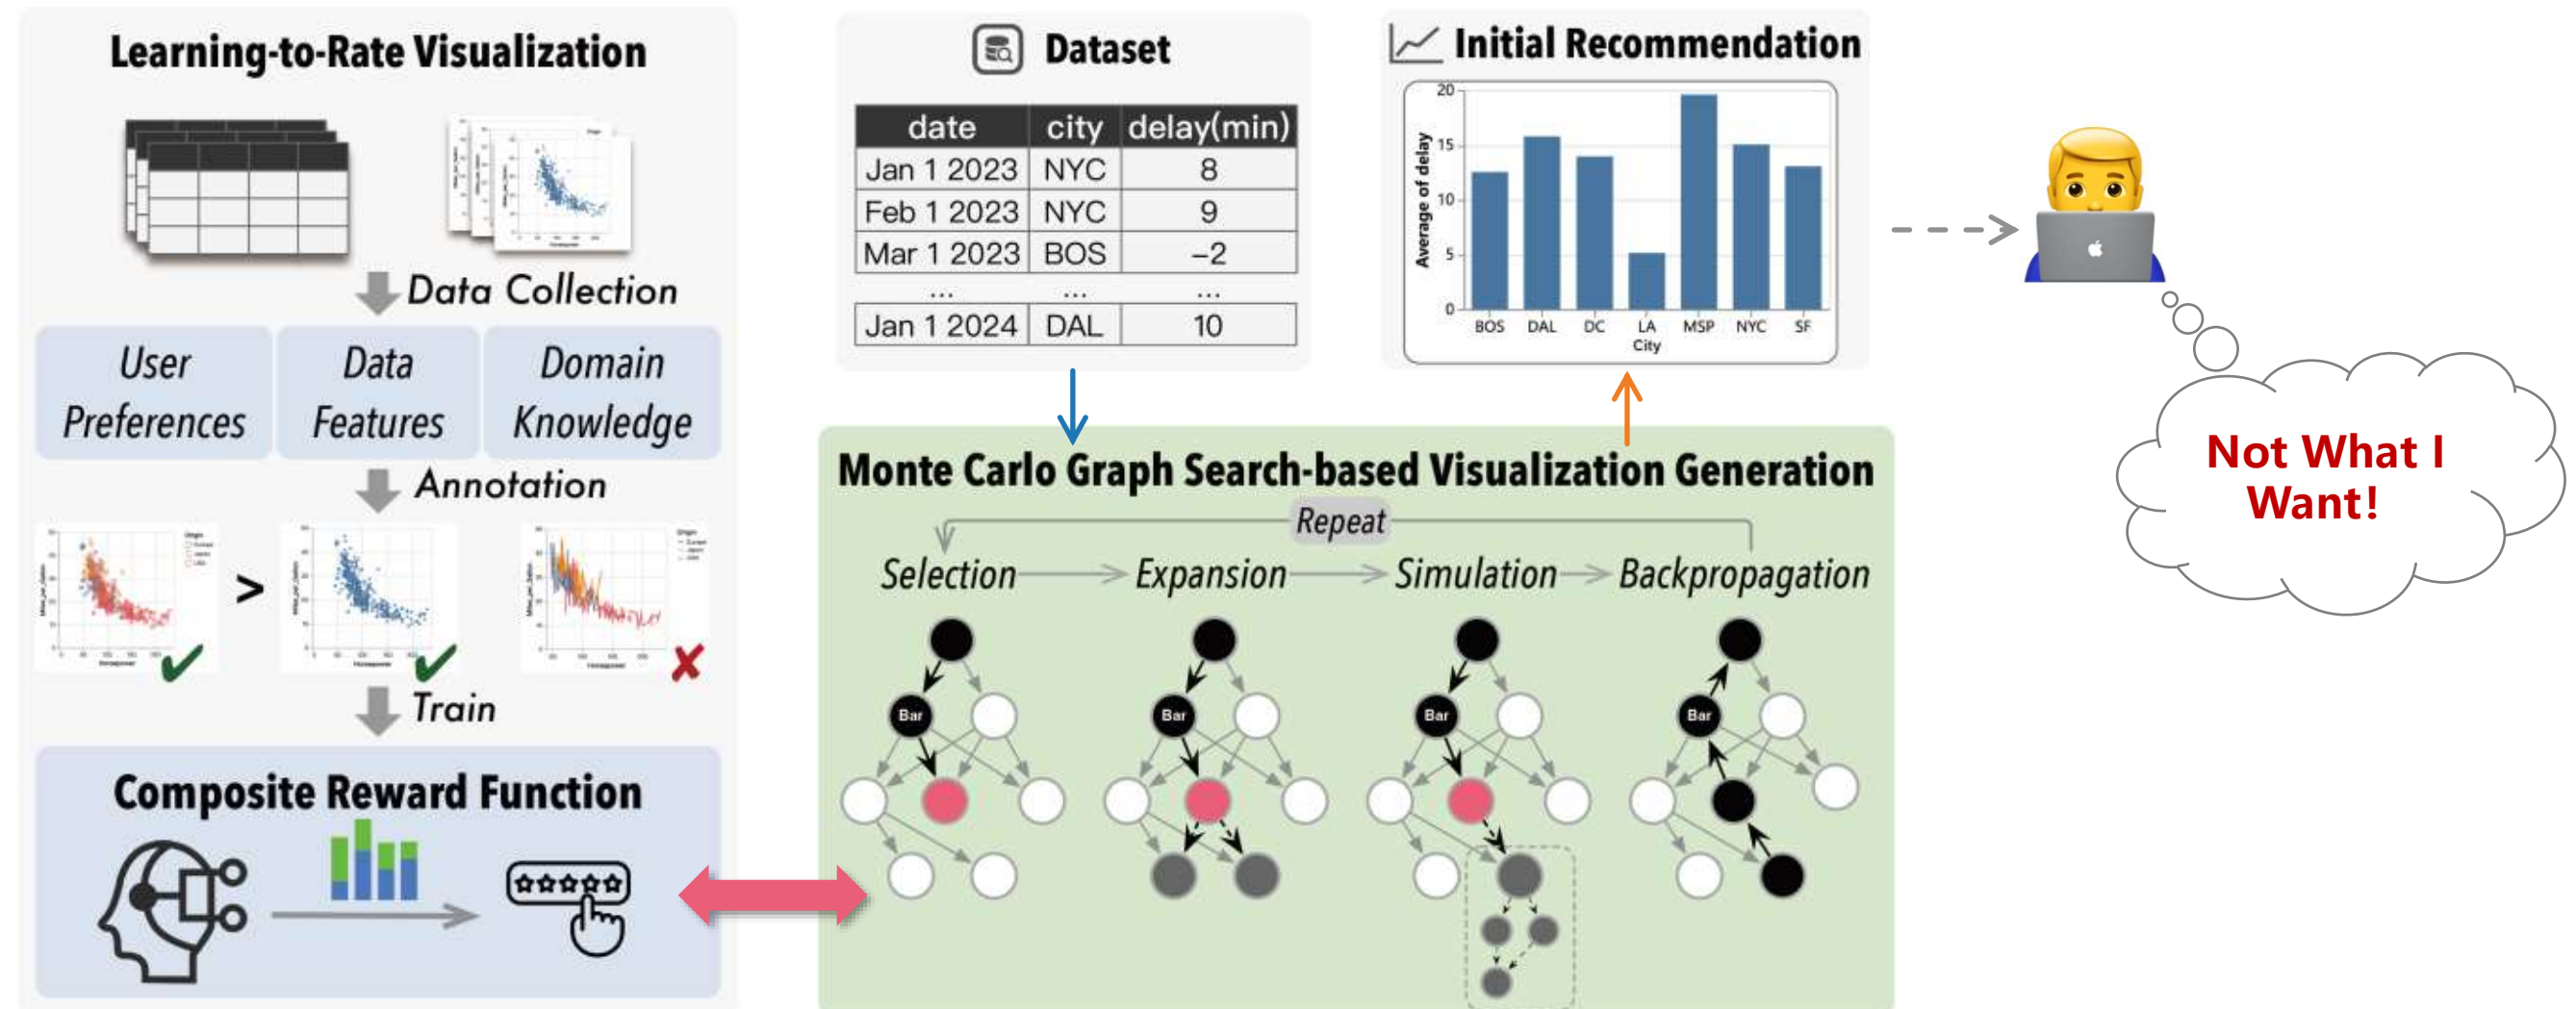 Learning-to-Rate Visualization
Data Collection
User
Preferences
Data
Features
Domain
Knowledge
Annotation
>
Train
Composite Reward Function
Dataset
date city delay(min)
Jan 1 2023 NYC 8
Feb 1 2023 NYC 9
Mar 1 2023 BOS −2
... ... ...
Jan 1 2024 DAL 10
Initial Recommendation
Average of delay
20
15
10
5
0
BOS DAL DC LA MSP NYC SF
City
Monte Carlo Graph Search-based Visualization Generation
Repeat
Selection Expansion Simulation Backpropagation
Bar Bar Bar Bar
Not What I
Want!